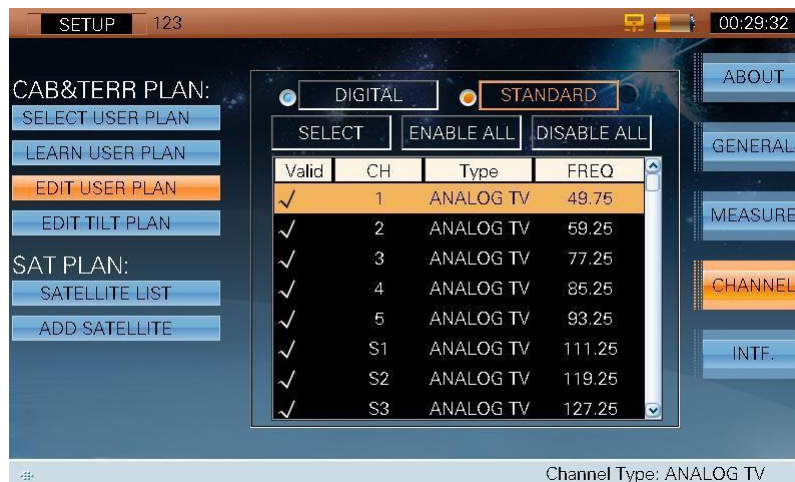 SETUP 123 00:29:32
CAB&TERR PLAN:
SELECT USER PLAN
LEARN USER PLAN
EDIT USER PLAN
EDIT TILT PLAN
SAT PLAN:
SATELLITE LIST
ADD SATELLITE
DIGITAL STANDARD
SELECT ENABLE ALL DISABLE ALL
Valid CH Type FREQ
1 ANALOG TV 49.75
2 ANALOG TV 59.25
3 ANALOG TV 77.25
4 ANALOG TV 85.25
5 ANALOG TV 93.25
S1 ANALOG TV 111.25
S2 ANALOG TV 119.25
S3 ANALOG TV 127.25
ABOUT
GENERAL
MEASURE
CHANNEL
INTF.
Channel Type: ANALOG TV